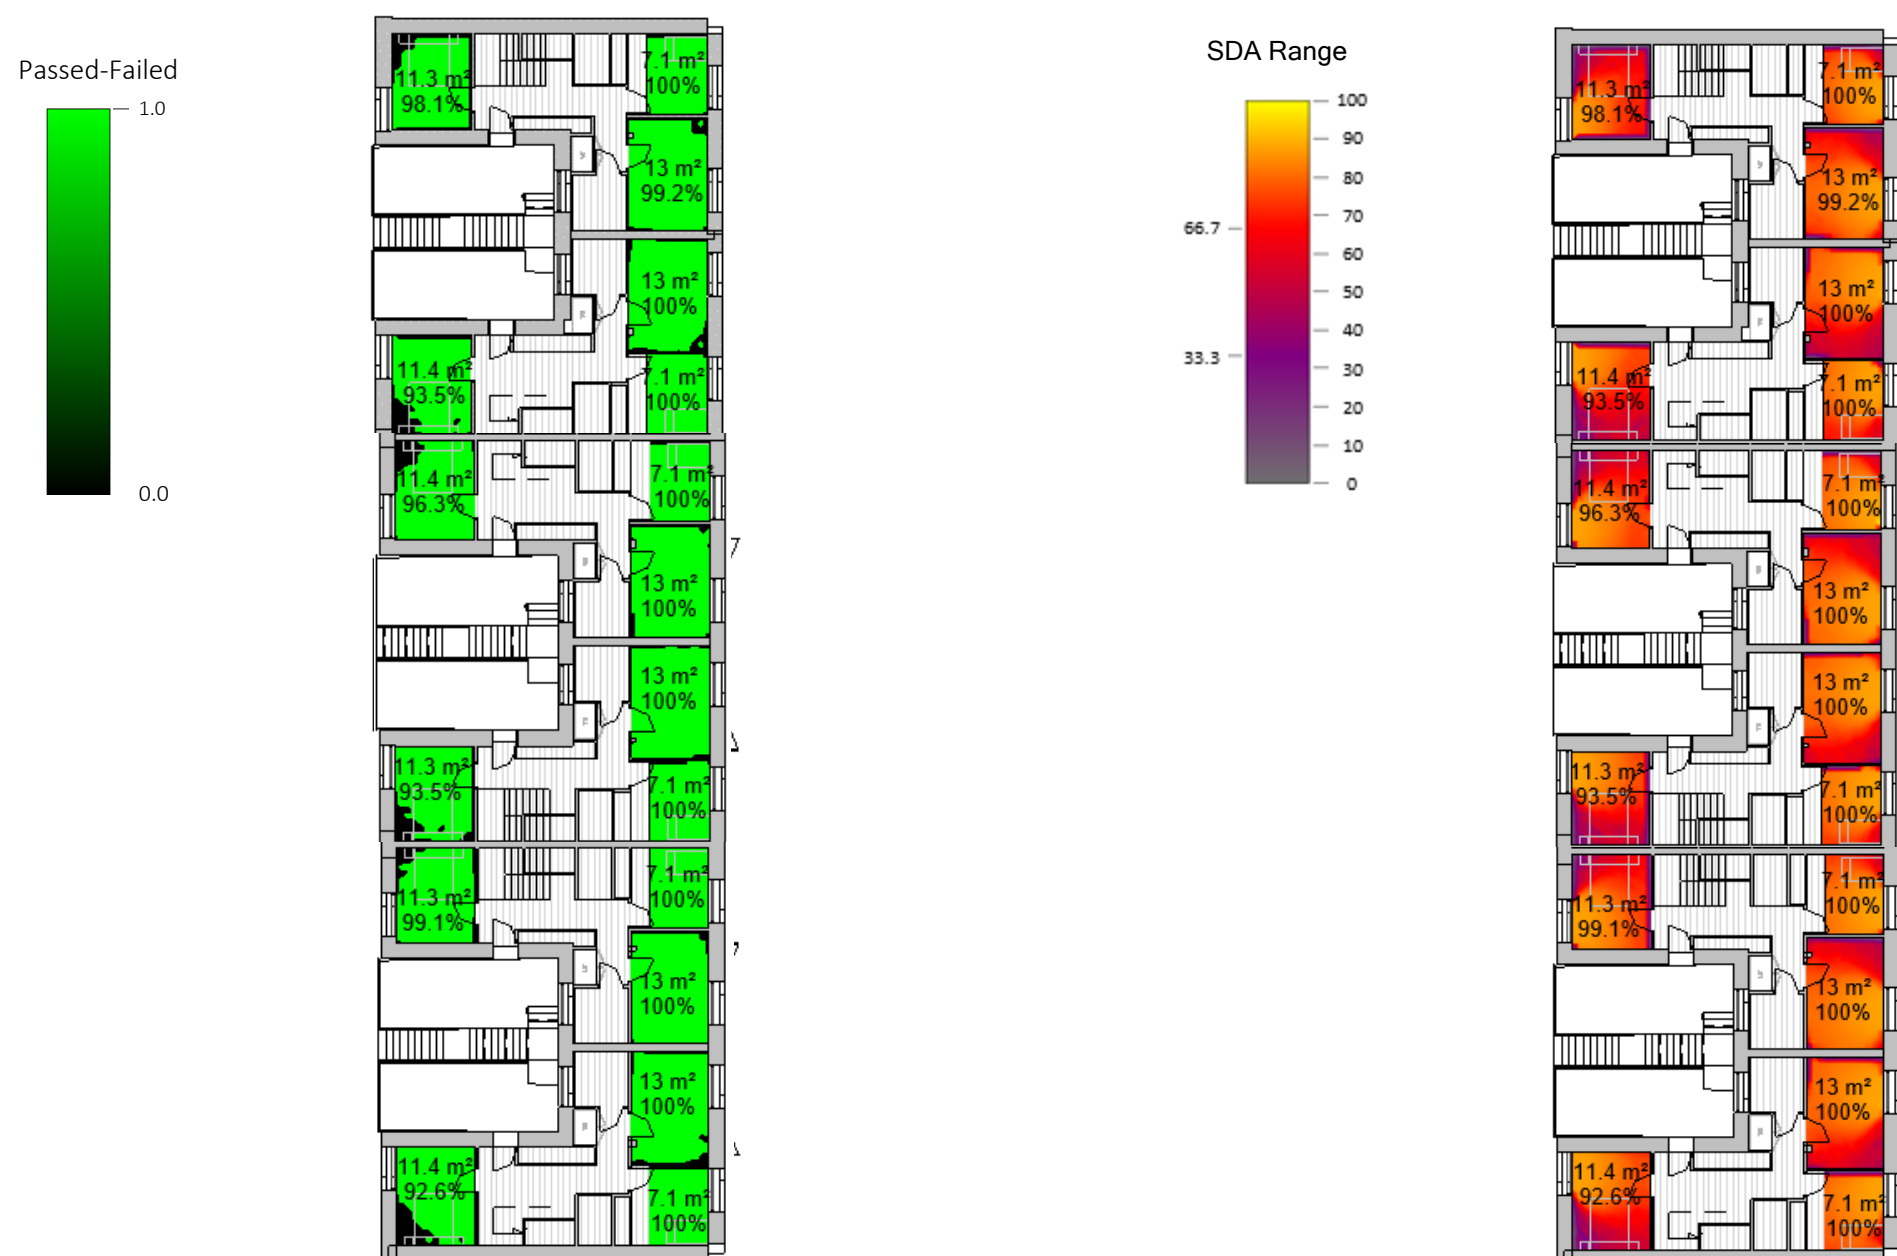 Passed-Failed
1.0
0.0
11.3 m²
98.1%
7.1 m²
100%
13 m²
99.2%
13 m²
100%
11.4 m²
93.5%
7.1 m²
100%
11.4 m²
96.3%
7.1 m²
100%
13 m²
100%
13 m²
100%
11.3 m²
93.5%
7.1 m²
100%
11.3 m²
99.1%
7.1 m²
100%
13 m²
100%
13 m²
100%
11.4 m²
92.6%
7.1 m²
100%
SDA Range
100
90
80
70
66.7
60
50
40
33.3
30
20
10
0
11.3 m²
98.1%
7.1 m²
100%
13 m²
99.2%
13 m²
100%
11.4 m²
93.5%
7.1 m²
100%
11.4 m²
96.3%
7.1 m²
100%
13 m²
100%
13 m²
100%
11.3 m²
93.5%
7.1 m²
100%
11.3 m²
99.1%
7.1 m²
100%
13 m²
100%
13 m²
100%
11.4 m²
92.6%
7.1 m²
100%